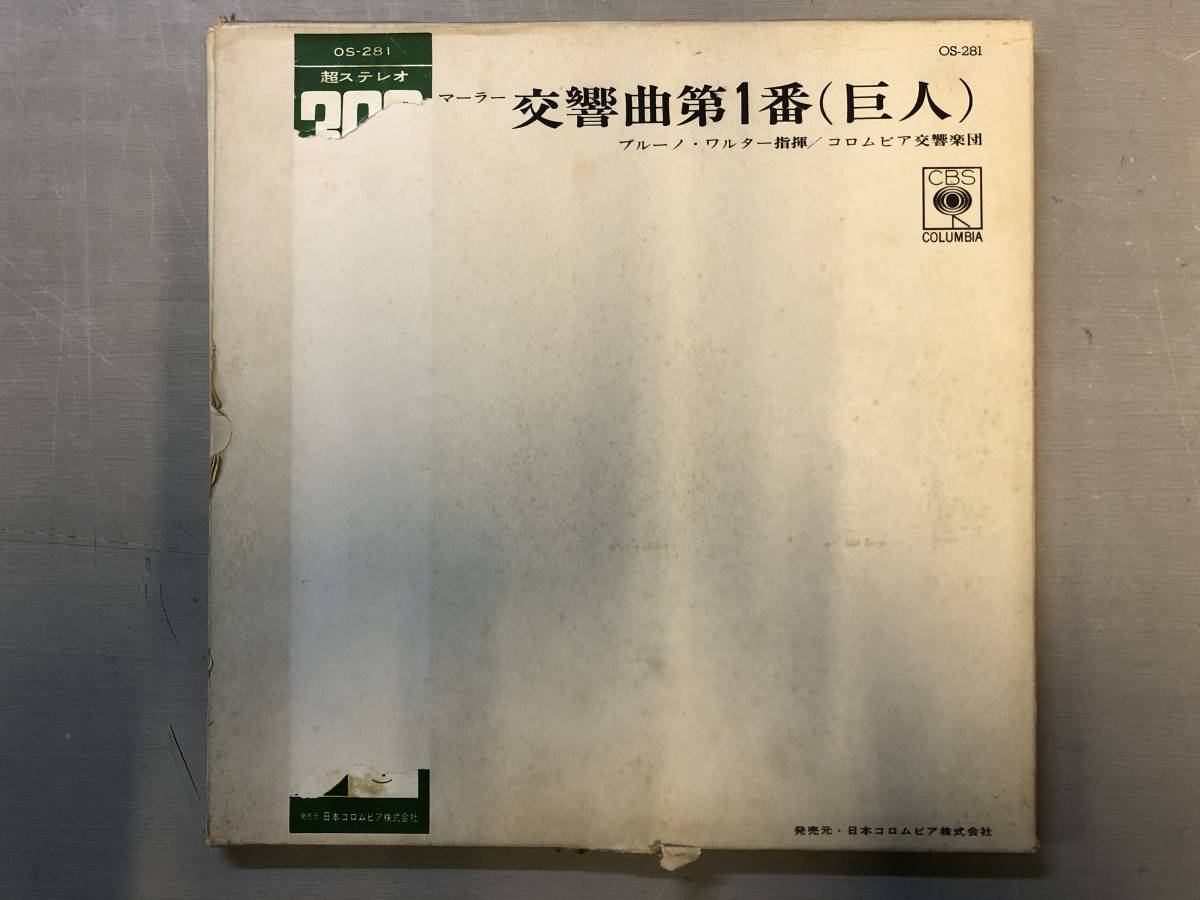 OS-281
超ステレオ
OS-281
マーラー 交響曲第1番(巨人)
ブルーノ・ワルター指揮/コロムビア交響楽団
CBS
COLUMBIA
発売元 日本コロムビア株式会社
発売元・日本コロムビア株式会社